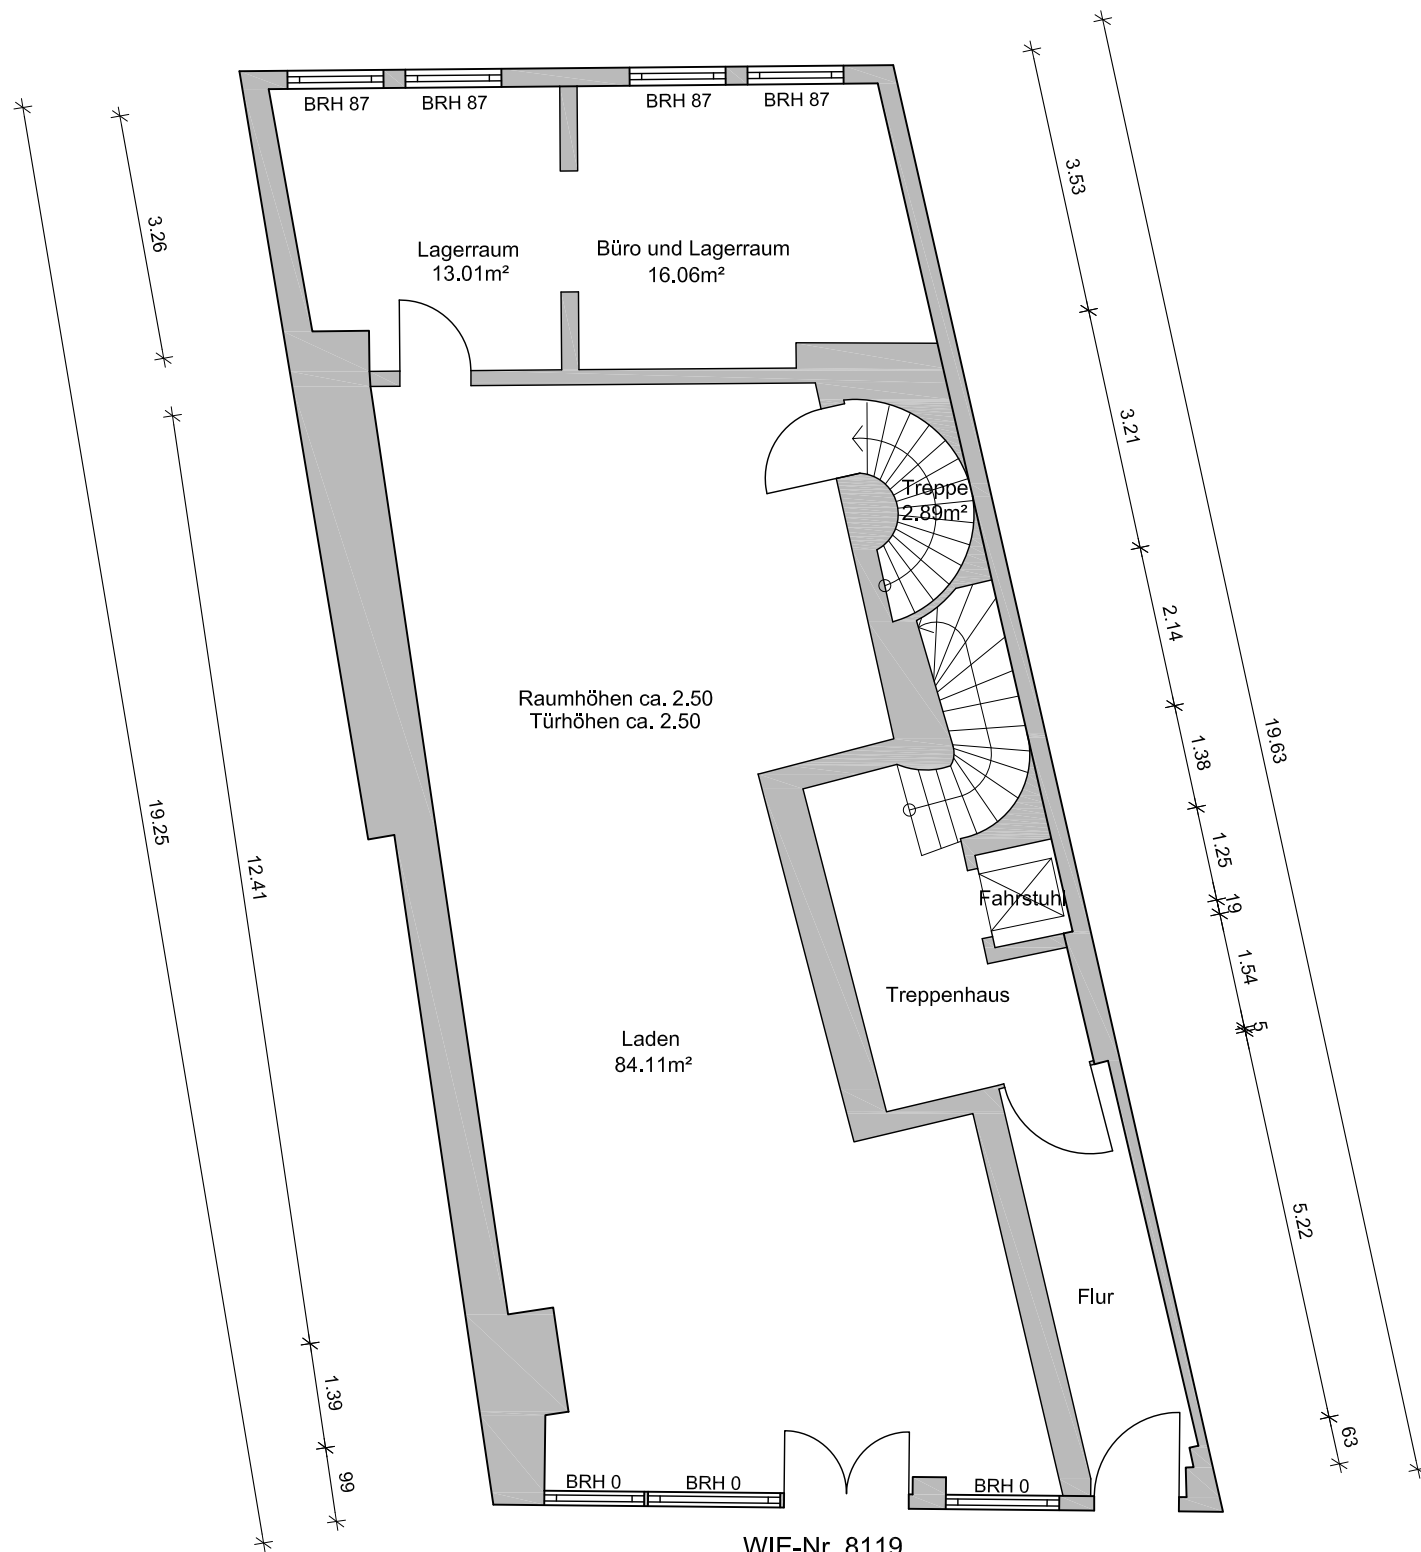 BRH 87
BRH 87
BRH 87
BRH 87
3.53
3.26
Lagerraum
13.01m²
Büro und Lagerraum
16.06m²
3.21
Treppe
2.89m²
2.14
Raumhöhen ca. 2.50
Türhöhen ca. 2.50
19.63
1.38
19.25
12.41
1.25
Fahrstuhl
19
1.54
Treppenhaus
5
Laden
84.11m²
5.22
Flur
1.39
63
99
BRH 0
BRH 0
BRH 0
WIE-Nr. 8119